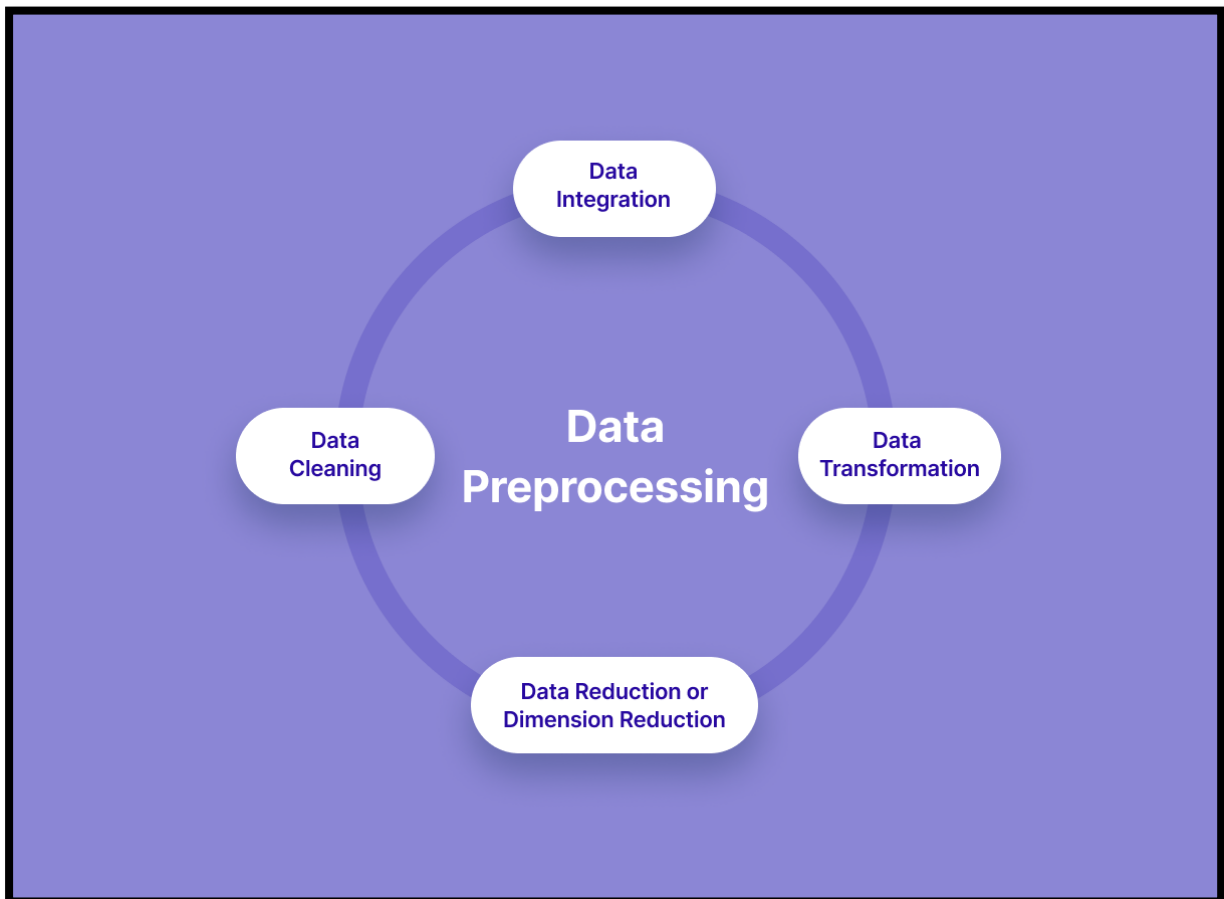 Data
Integration
Data
Cleaning
Data
Preprocessing
Data
Transformation
Data Reduction or
Dimension Reduction